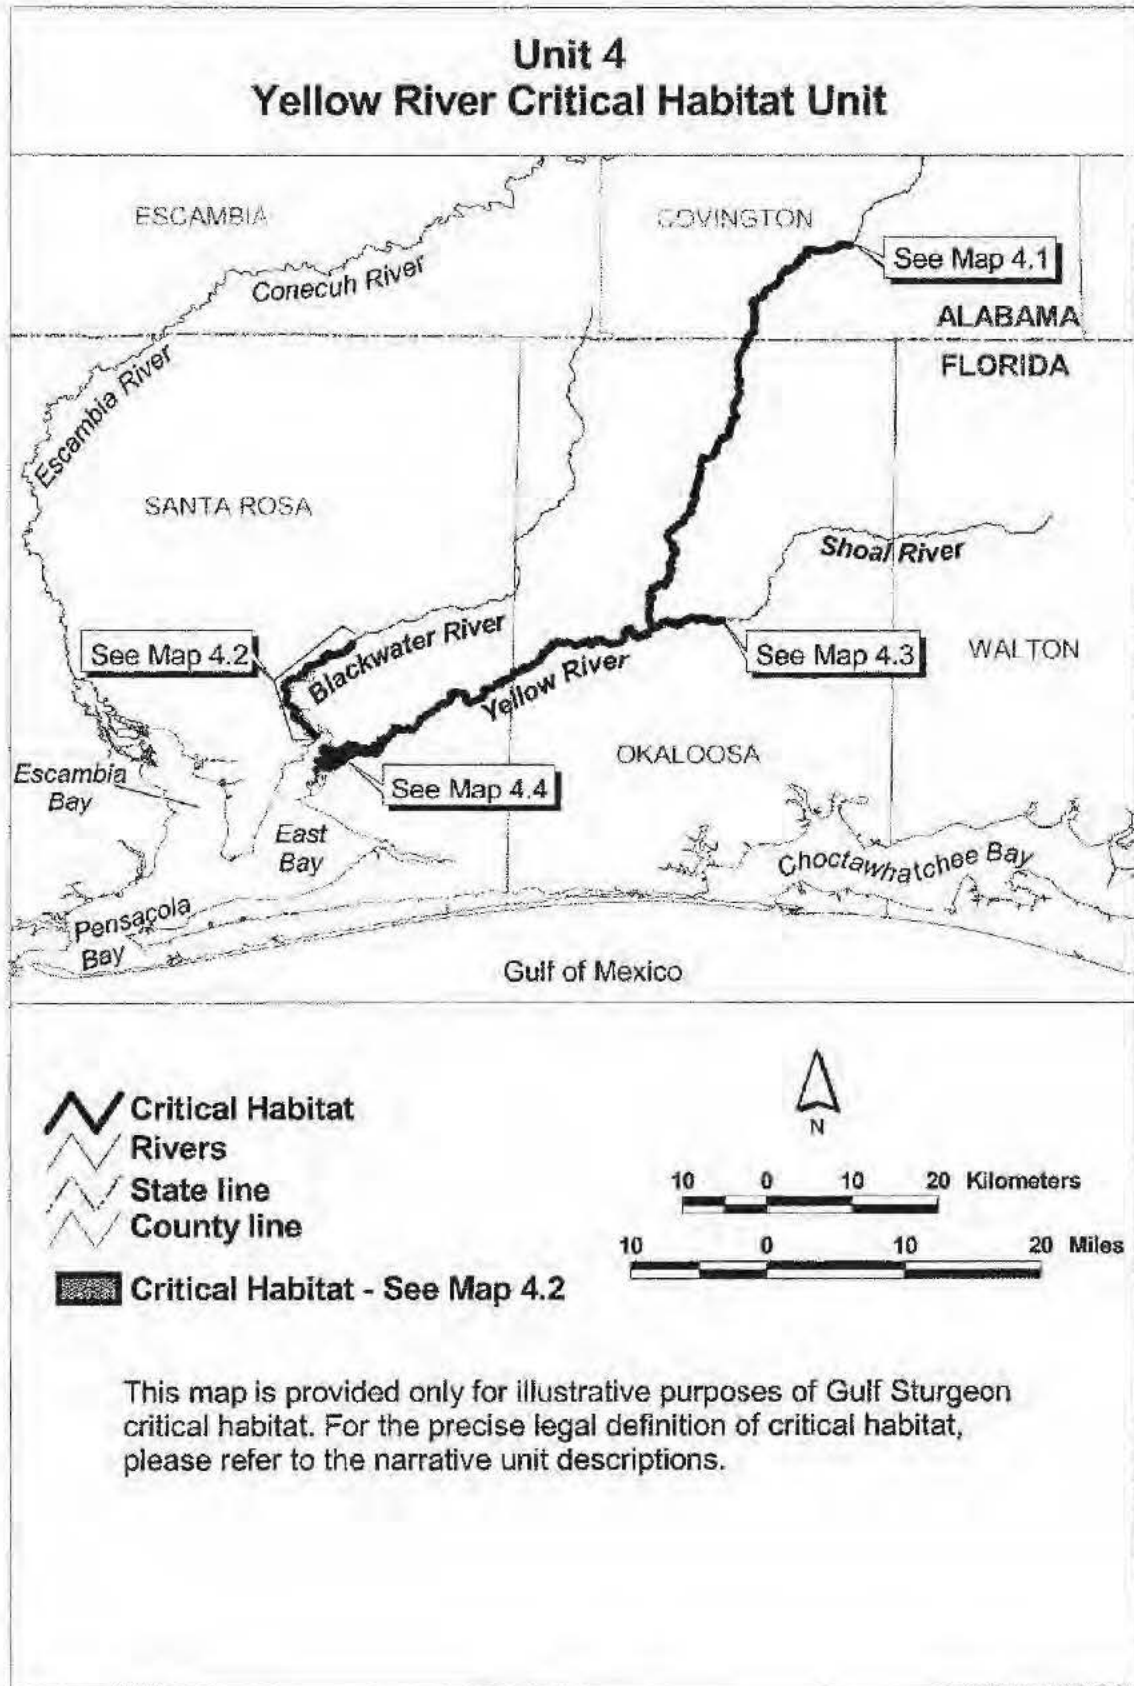 Unit 4
Yellow River Critical Habitat Unit
ESCAMBIA
COVINGTON
See Map 4.1
Conecuh River
ALABAMA
FLORIDA
Escambia River
SANTA ROSA
Shoal River
Blackwater River
See Map 4.2
See Map 4.3
WALTON
Yellow River
OKALOOSA
Escambia
Bay
See Map 4.4
East
Bay
Choctawhatchee Bay
Pensacola
Bay
Gulf of Mexico
Critical Habitat
Rivers
State line
County line
Critical Habitat - See Map 4.2
N
10 0 10 20 Kilometers
10 0 10 20 Miles
This map is provided only for illustrative purposes of Gulf Sturgeon
critical habitat. For the precise legal definition of critical habitat,
please refer to the narrative unit descriptions.